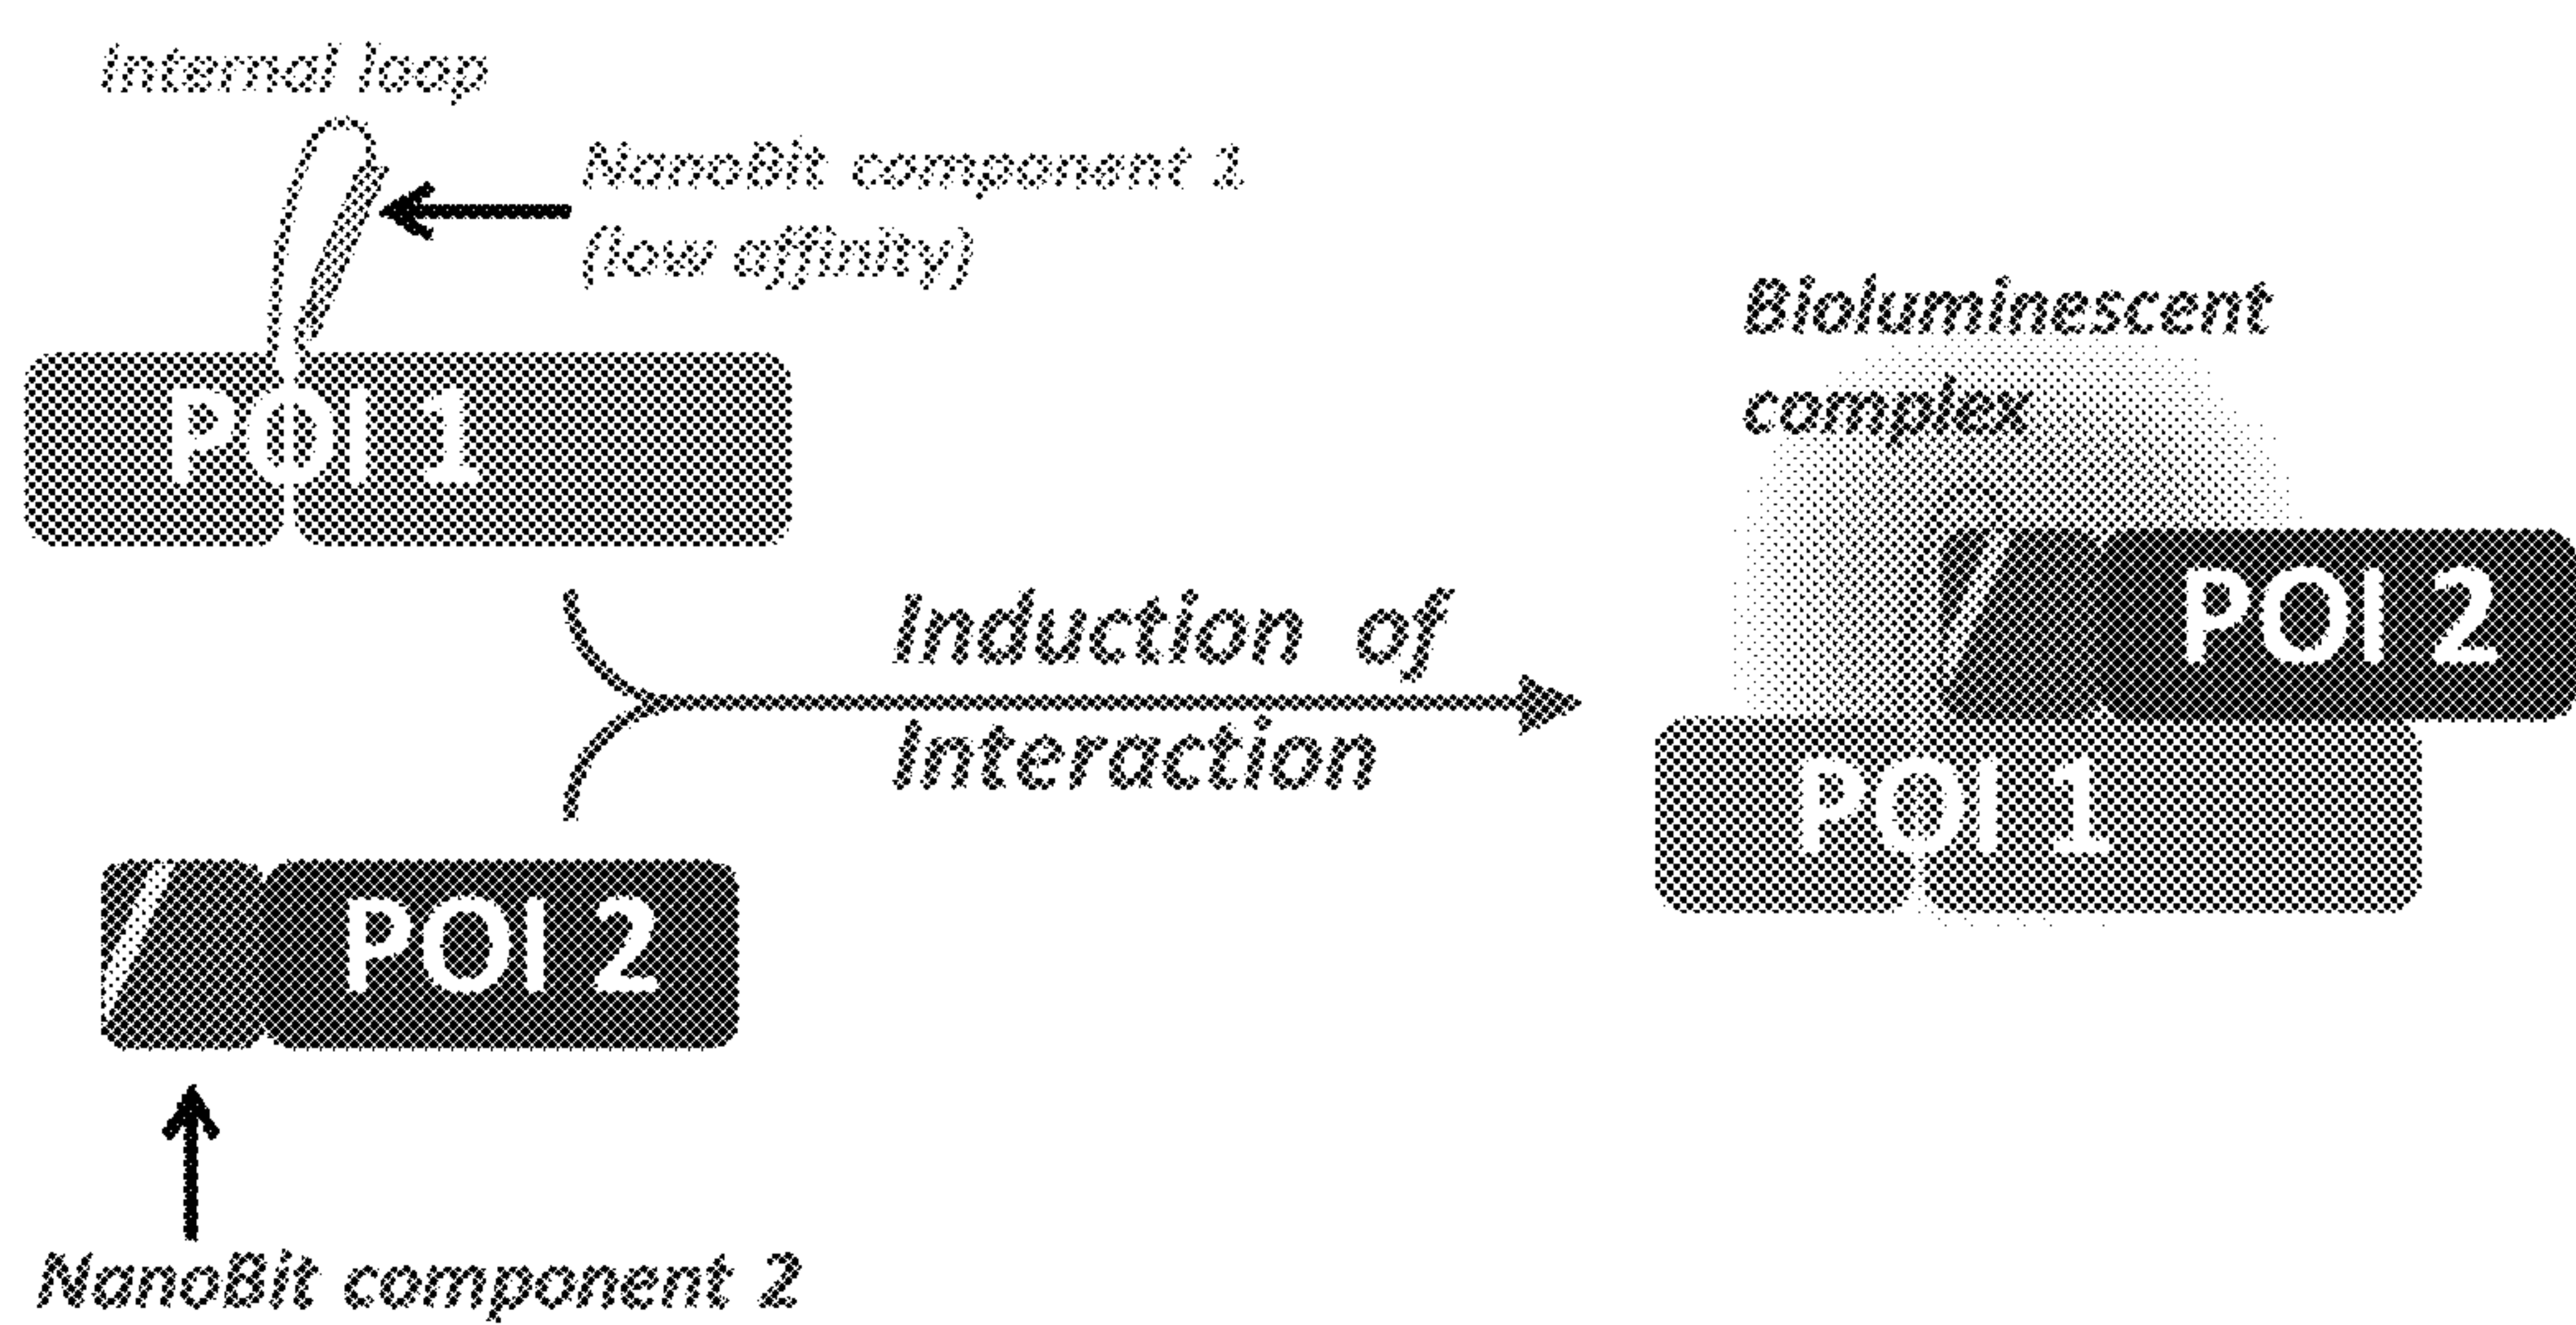 Internal loop
NanoBit component 1
(low affinity)
POI 1
Induction of
Interaction
POI 2
NanoBit component 2
Bioluminescent
complex
POI 2
POI 1